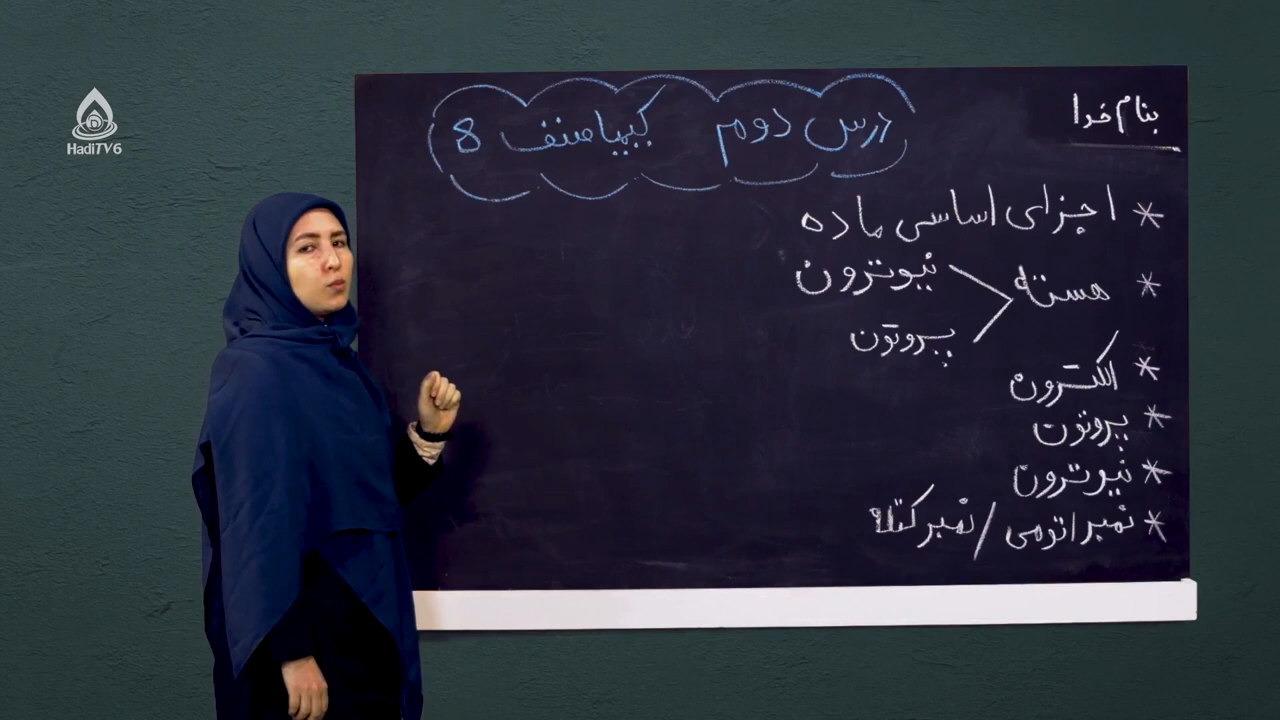 بنام خدا
درس دوم کیمیا صنف 8
* اجزای اساسی ماده
* هسته > نیوترون
پروتون
* الکترون
* پروتون
* نیوترون
* نمبر اتومی / نمبر کتله
HadiTV6